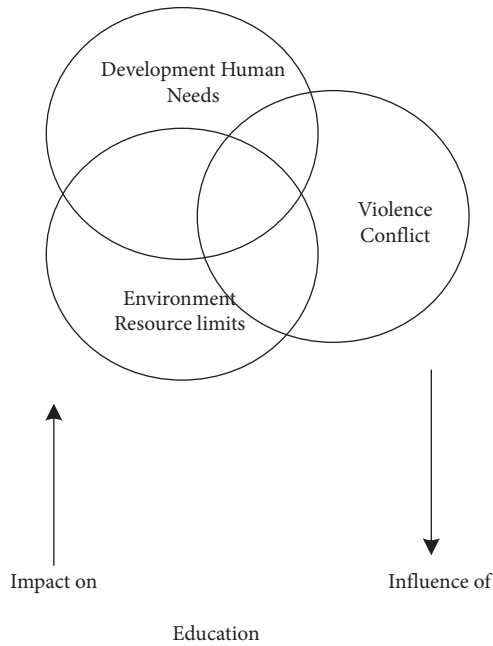 Development Human
Needs
Violence
Conflict
Environment
Resource limits
Impact on
Influence of
Education